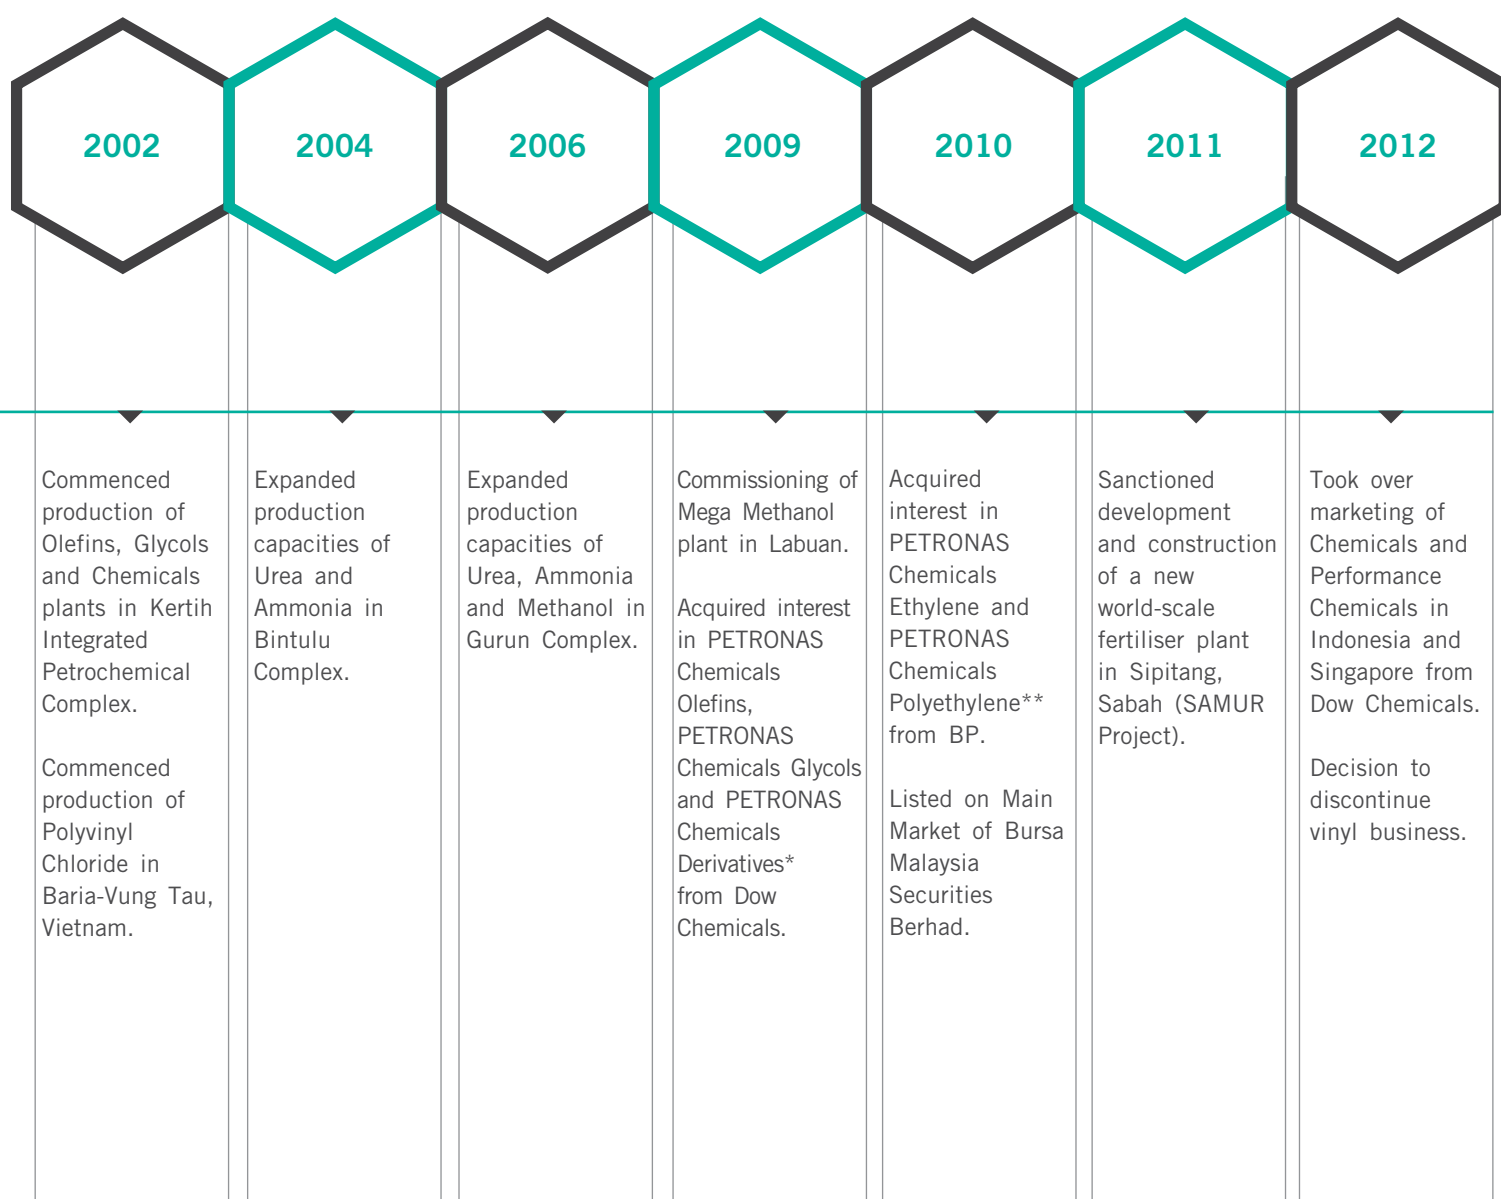 2002
2004
2006
2009
2010
2011
2012
Commenced
production of
Olefins, Glycols
and Chemicals
plants in Kertih
Integrated
Petrochemical
Complex.
Commenced
production of
Polyvinyl
Chloride in
Baria-Vung Tau,
Vietnam.
Expanded
production
capacities of
Urea and
Ammonia in
Bintulu
Complex.
Expanded
production
capacities of
Urea, Ammonia
and Methanol in
Gurun Complex.
Commissioning of
Mega Methanol
plant in Labuan.
Acquired interest
in PETRONAS
Chemicals
Olefins,
PETRONAS
Chemicals Glycols
and PETRONAS
Chemicals
Derivatives*
from Dow
Chemicals.
Acquired
interest in
PETRONAS
Chemicals
Ethylene and
PETRONAS
Chemicals
Polyethylene**
from BP.
Listed on Main
Market of Bursa
Malaysia
Securities
Berhad.
Sanctioned
development
and construction
of a new
world-scale
fertiliser plant
in Sipitang,
Sabah (SAMUR
Project).
Took over
marketing of
Chemicals and
Performance
Chemicals in
Indonesia and
Singapore from
Dow Chemicals.
Decision to
discontinue
vinyl business.